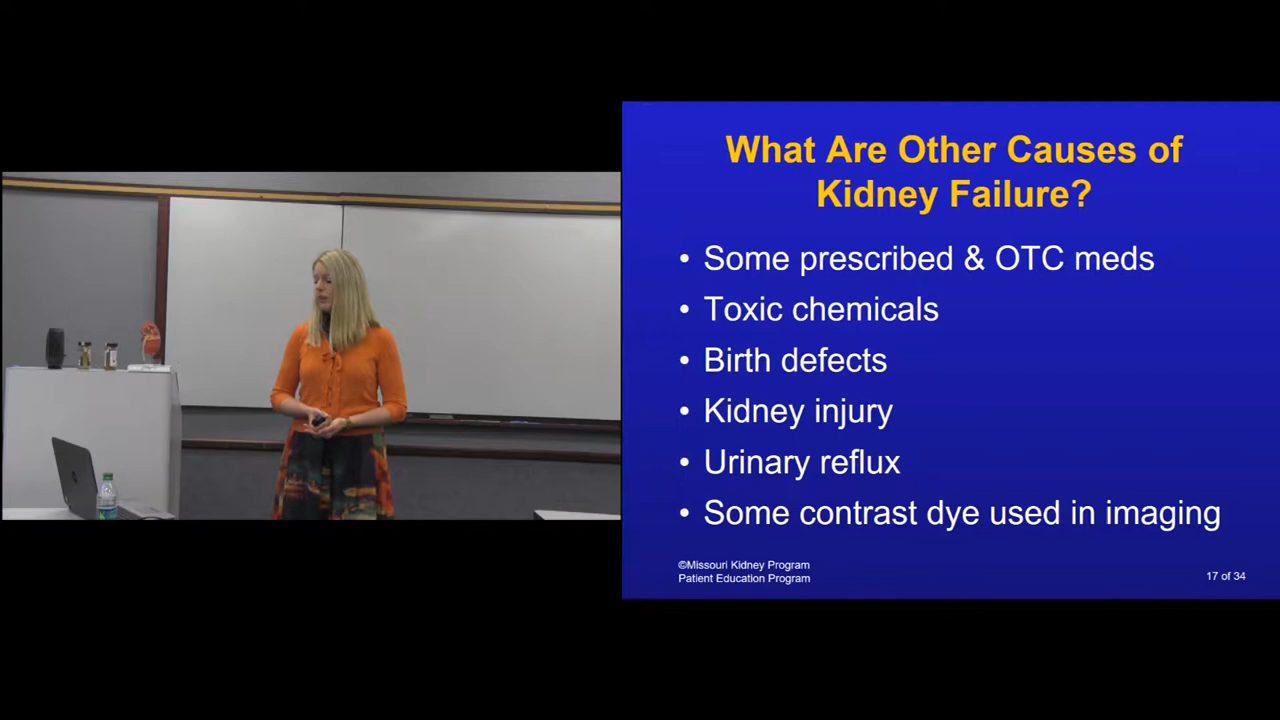 What Are Other Causes of
Kidney Failure?
• Some prescribed & OTC meds
• Toxic chemicals
• Birth defects
• Kidney injury
• Urinary reflux
• Some contrast dye used in imaging
©Missouri Kidney Program
Patient Education Program
17 of 34